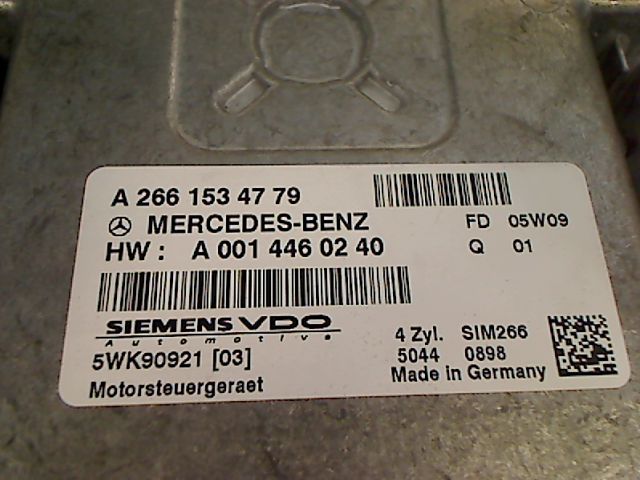 A 266 153 47 79
MERCEDES-BENZ FD 05W09
HW : A 001 446 02 40 Q 01
SIEMENS VDO
Automotive
4 Zyl. SIM266
5WK90921 [03] 5044 0898
Motorsteuergeraet Made in Germany